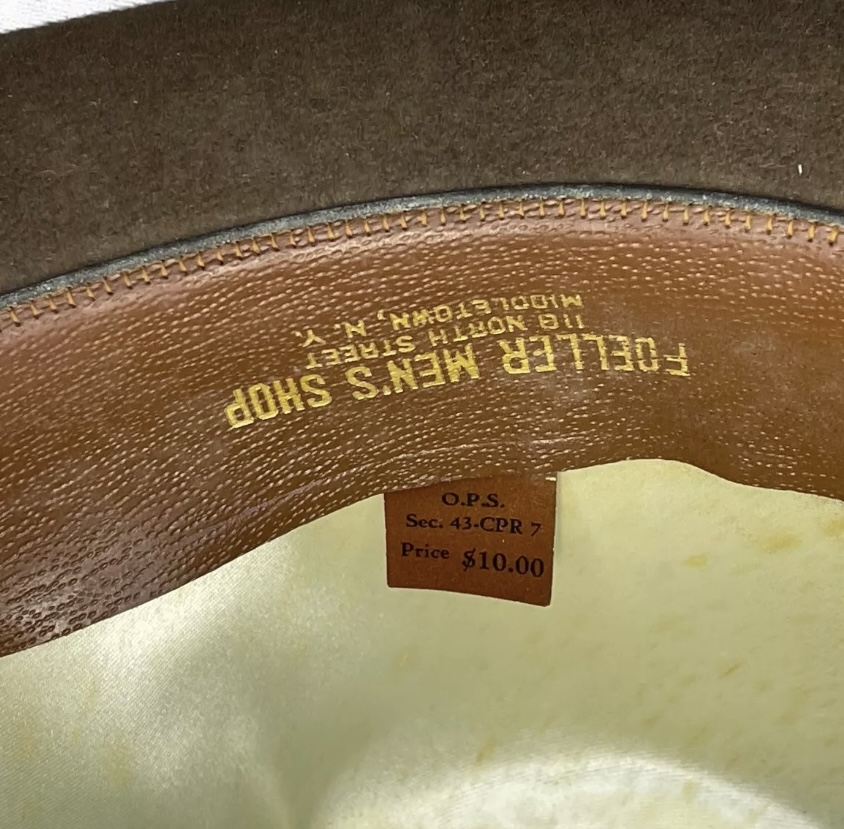 FOELLER MEN'S SHOP
118 NORTH STREET
MIDDLETOWN, N.Y.
O.P.S.
Sec. 43-CPR 7
Price $10.00